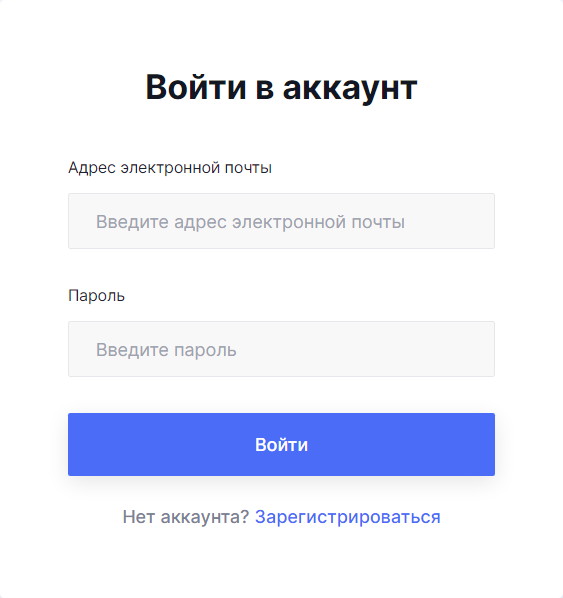 Войти в аккаунт
Адрес электронной почты
Введите адрес электронной почты
Пароль
Введите пароль
Войти
Нет аккаунта? Зарегистрироваться